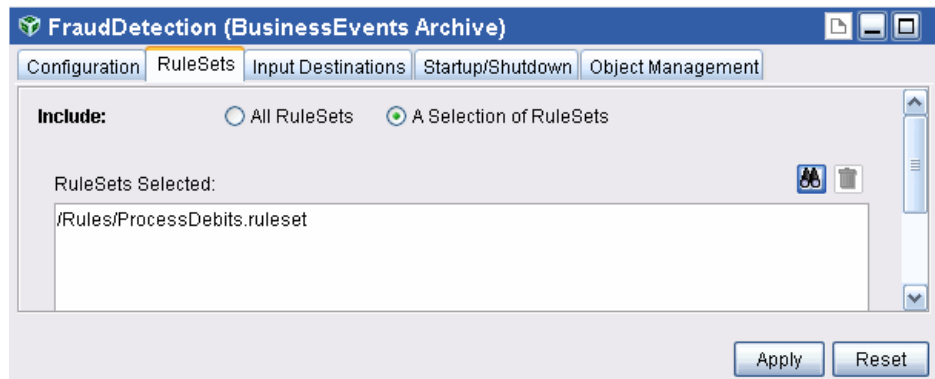 FraudDetection (BusinessEvents Archive)
Configuration RuleSets Input Destinations Startup/Shutdown Object Management
Include: All RuleSets A Selection of RuleSets
RuleSets Selected:
/Rules/ProcessDebits.ruleset
Apply Reset